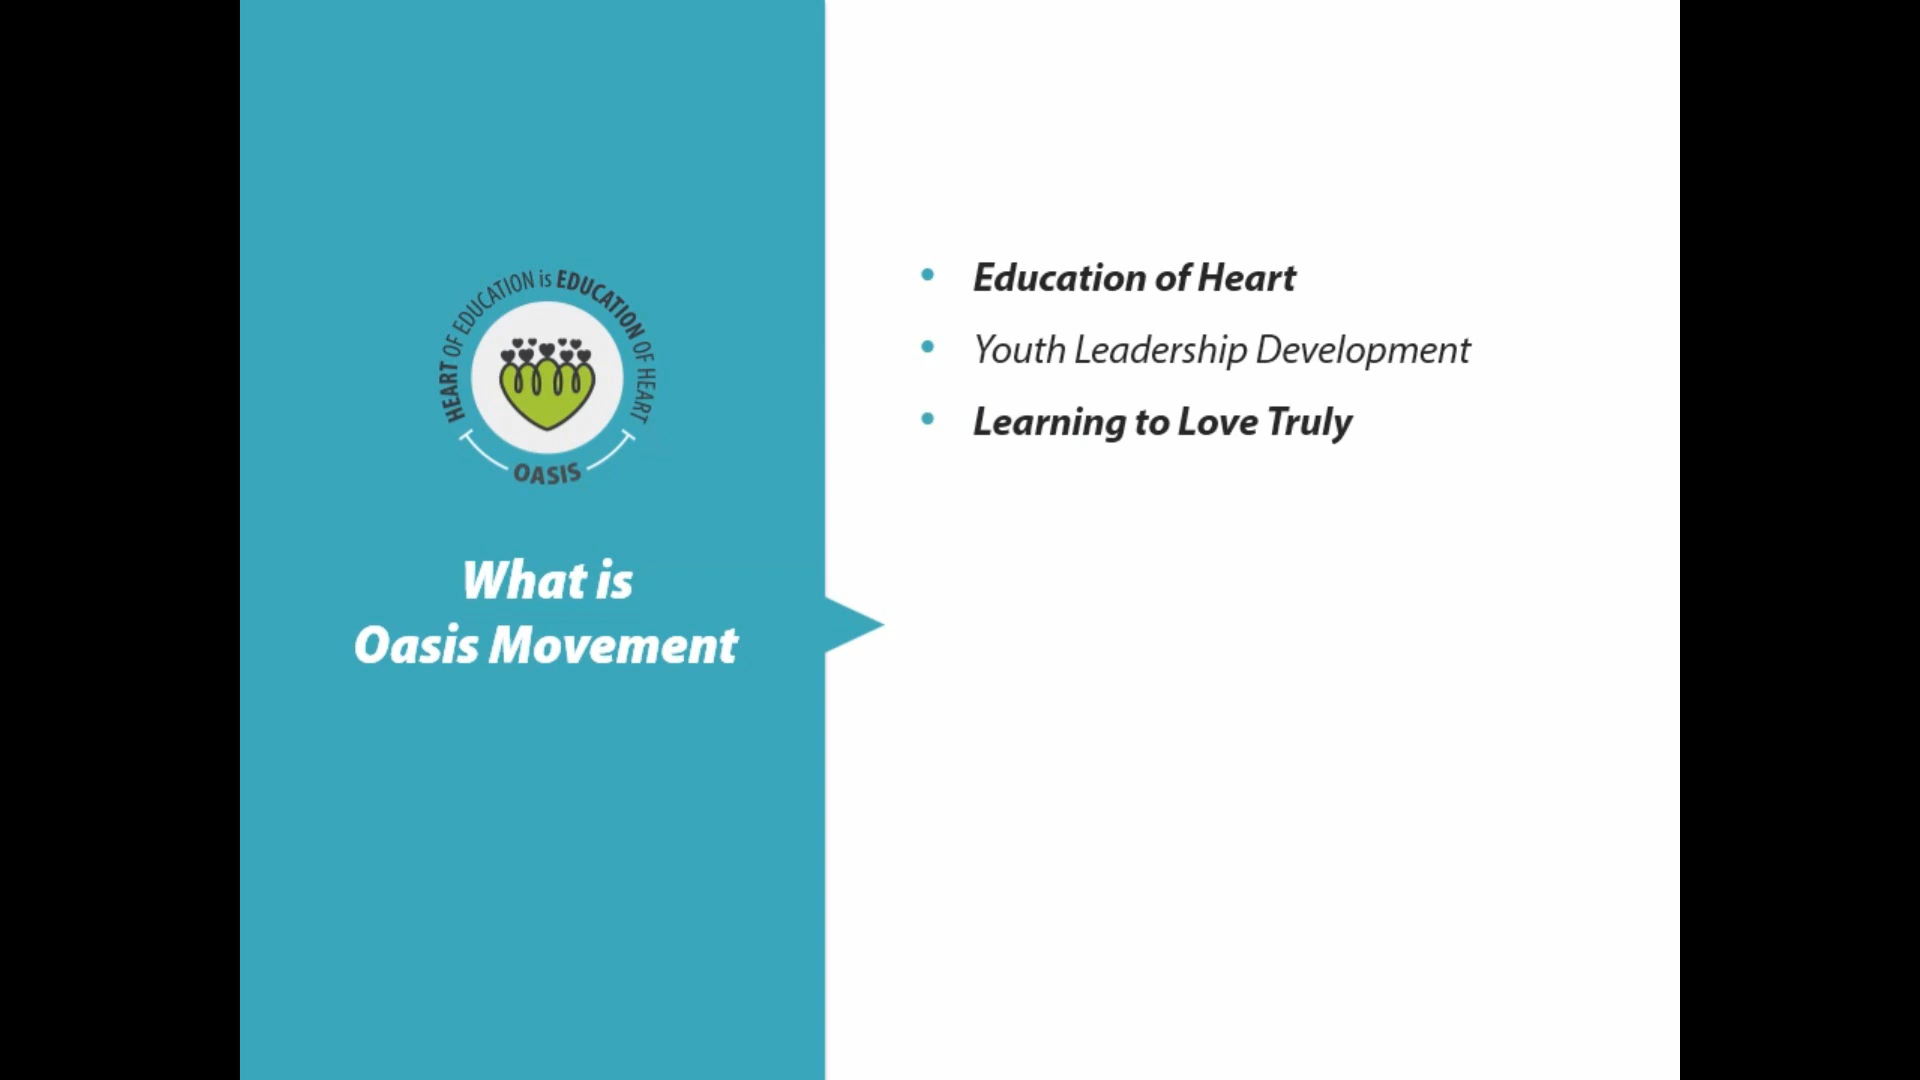 HEART OF EDUCATION is EDUCATION OF HEART
OASIS
What is
Oasis Movement
• Education of Heart
• Youth Leadership Development
• Learning to Love Truly